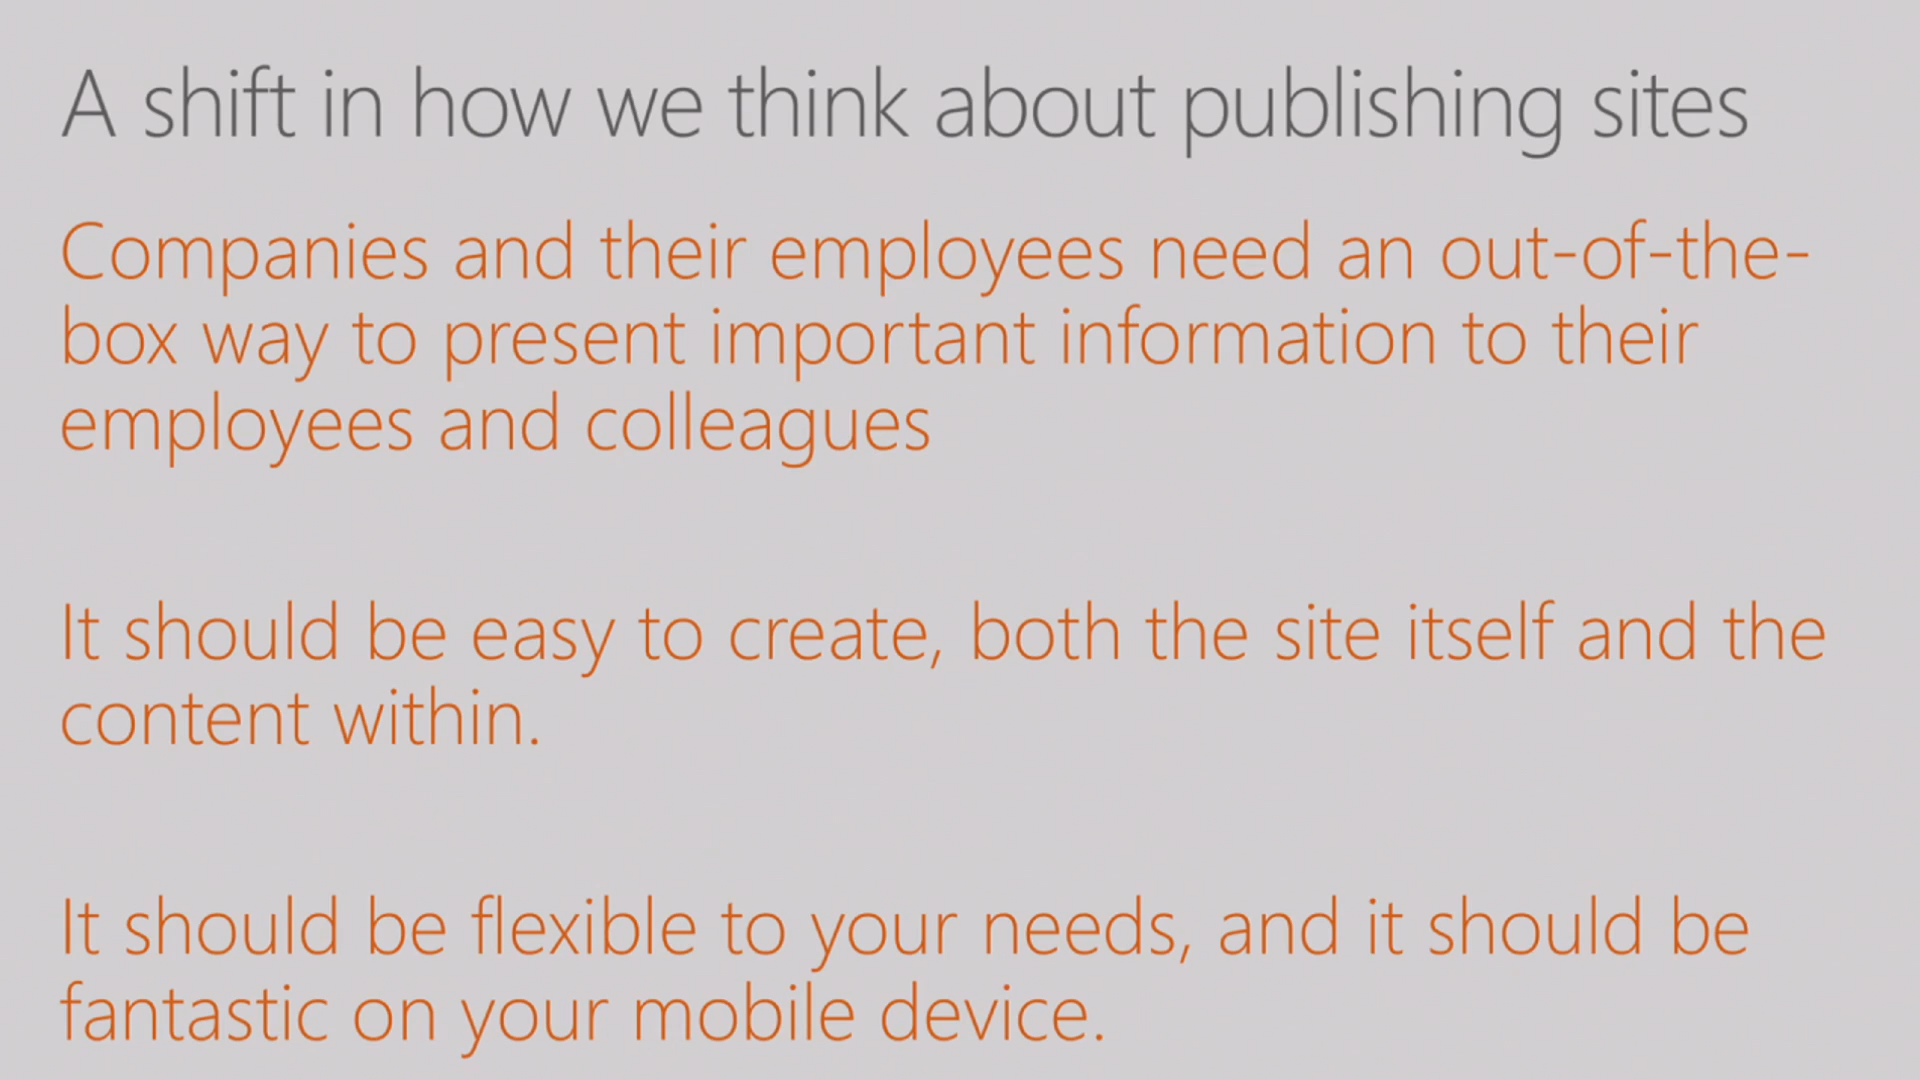 A shift in how we think about publishing sites
Companies and their employees need an out-of-the-
box way to present important information to their
employees and colleagues
It should be easy to create, both the site itself and the
content within.
It should be flexible to your needs, and it should be
fantastic on your mobile device.